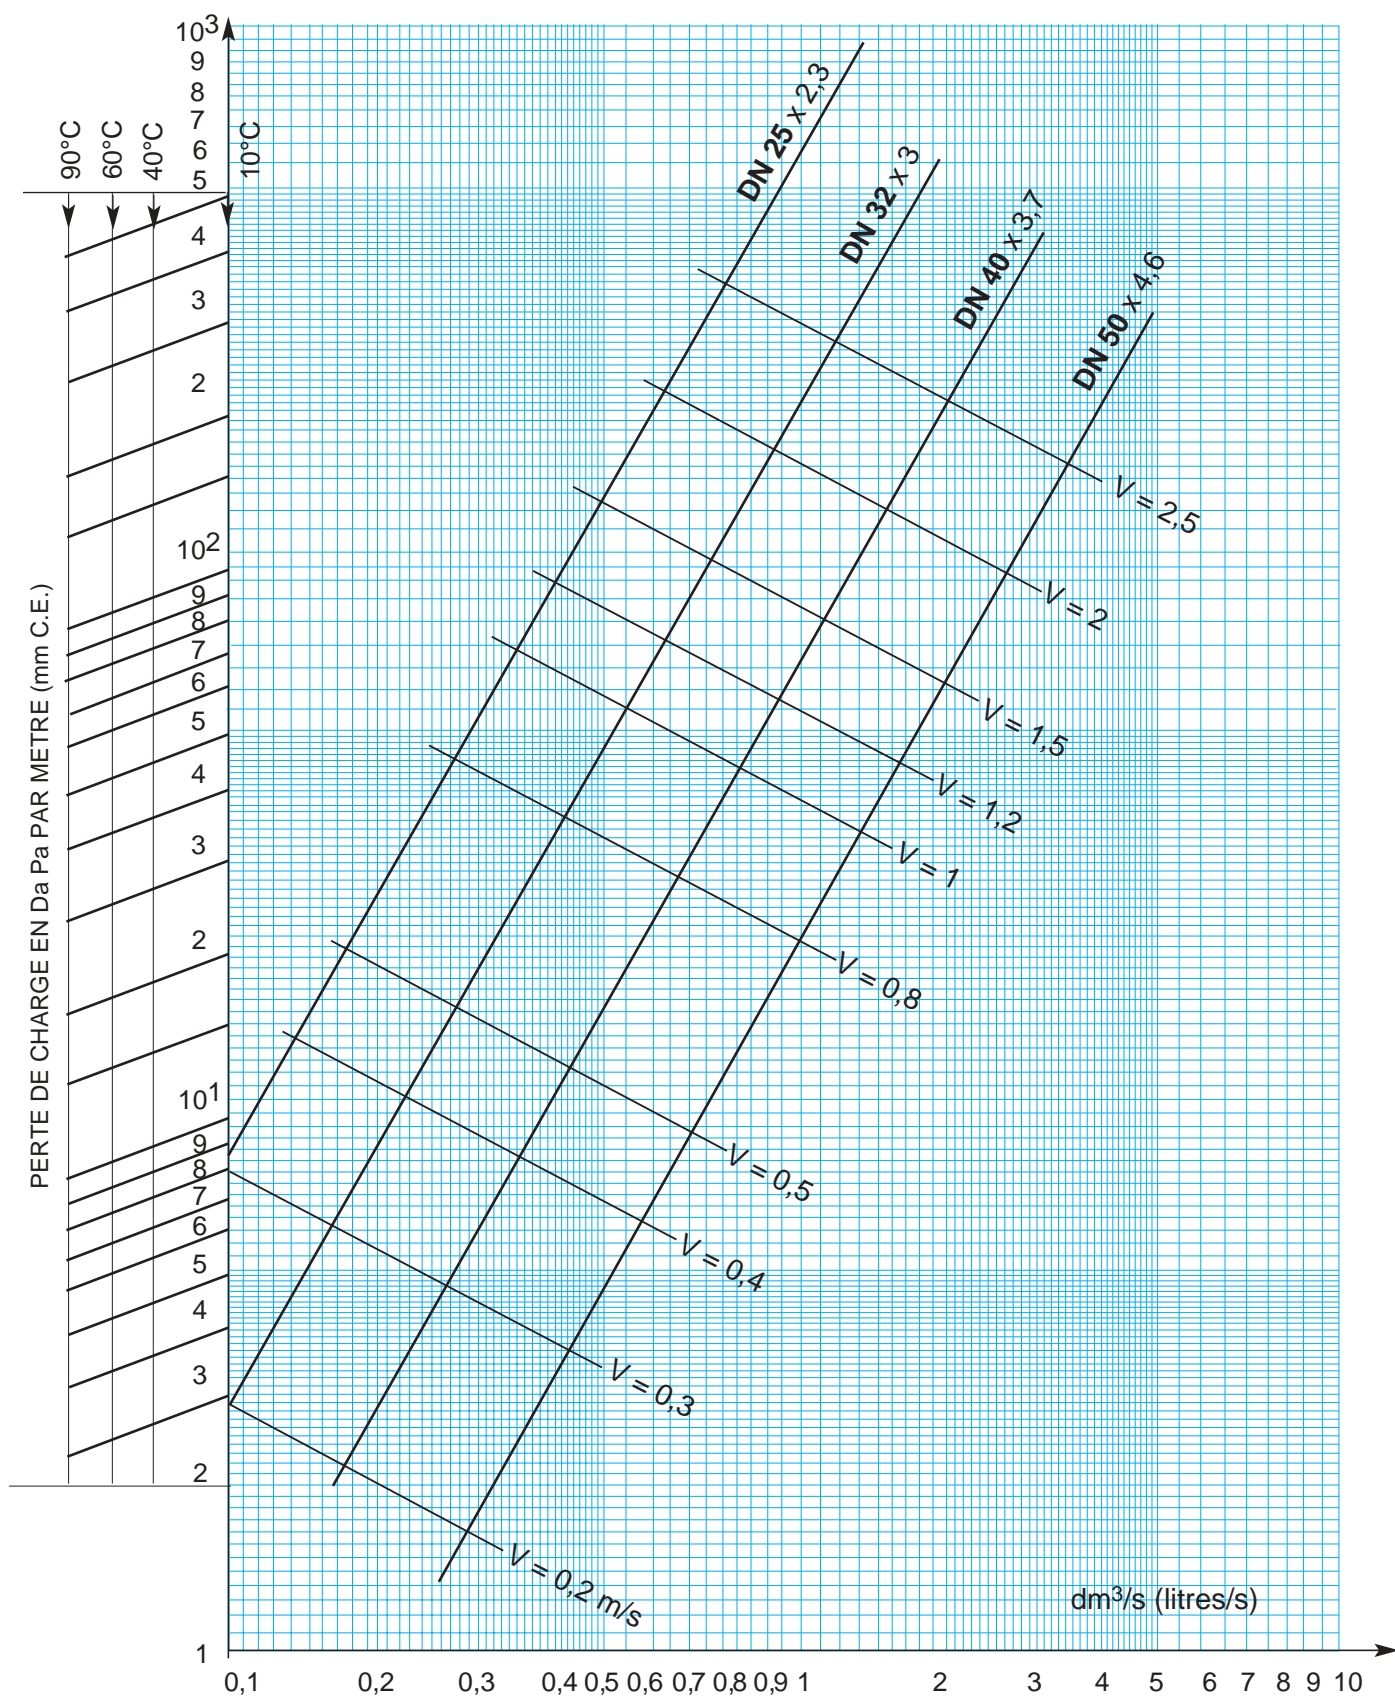 10³
9
8
7
6
5
4
3
2
10²
9
8
7
6
5
4
3
2
10¹
9
8
7
6
5
4
3
2
1
90°C
60°C
40°C
10°C
PERTE DE CHARGE EN Da Pa PAR METRE (mm C.E.)
DN 25 x 2,3
DN 32 x 3
DN 40 x 3,7
DN 50 x 4,6
V = 2,5
V = 2
V = 1,5
V = 1,2
V = 1
V = 0,8
V = 0,5
V = 0,4
V = 0,3
V = 0,2 m/s
dm³/s (litres/s)
0,1 0,2 0,3 0,4 0,5 0,6 0,7 0,8 0,9 1 2 3 4 5 6 7 8 9 10